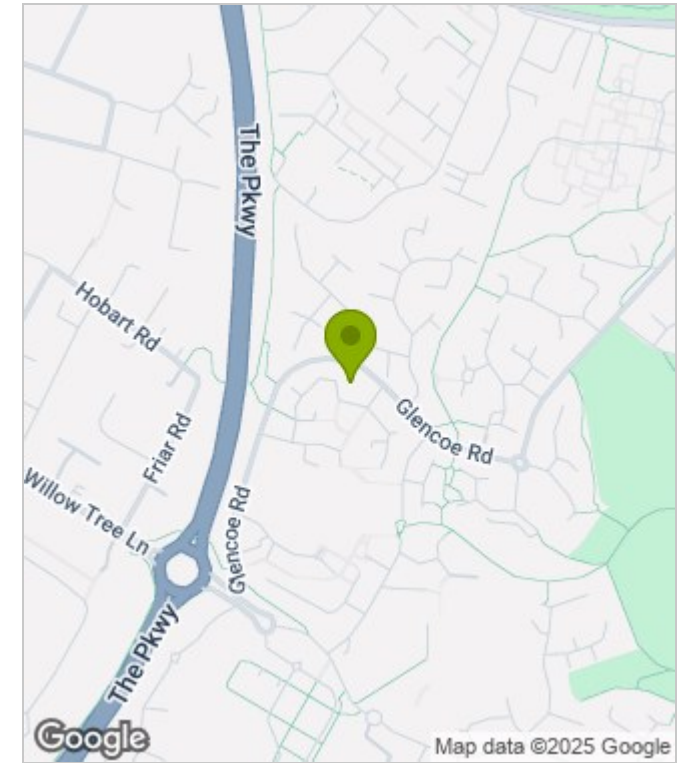 The Pkwy
Hobart Rd
Friar Rd
Glencoe Rd
Willow Tree Ln
Glencoe Rd
The Pkwy
Google
Map data ©2025 Google